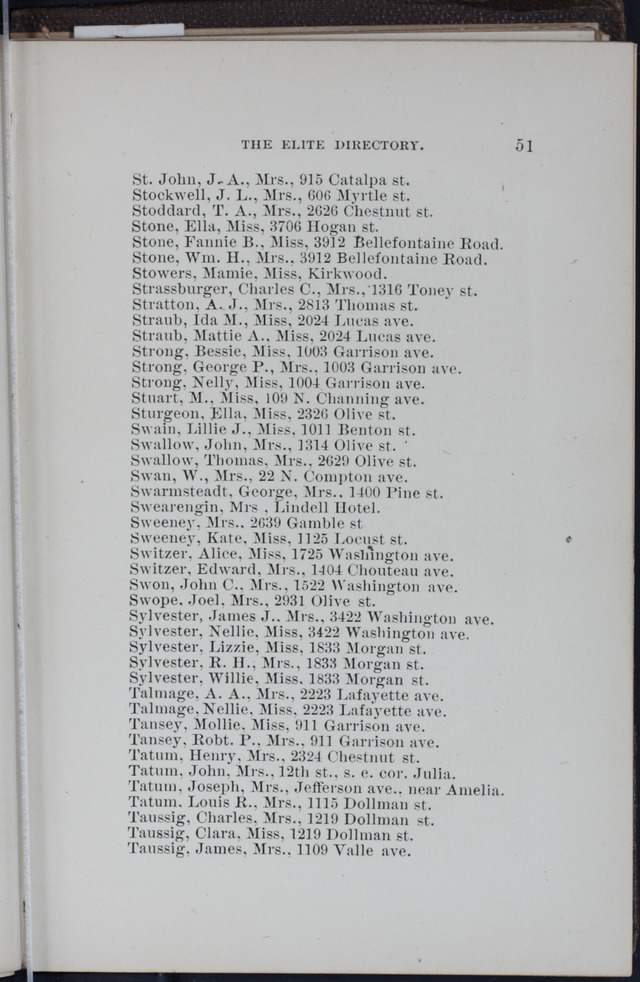 THE ELITE DIRECTORY. 51
St. John, J. A., Mrs., 915 Catalpa st.
Stockwell, J. L., Mrs., 606 Myrtle st.
Stoddard, T. A., Mrs., 2626 Chestnut st.
Stone, Ella, Miss, 3706 Hogan st.
Stone, Fannie B., Miss, 3912 Bellefontaine Road.
Stone, Wm. H., Mrs., 3912 Bellefontaine Road.
Stowers, Mamie, Miss, Kirkwood.
Strassburger, Charles C., Mrs., 1316 Toney st.
Stratton, A. J., Mrs., 2813 Thomas st.
Straub, Ida M., Miss, 2024 Lucas ave.
Straub, Mattie A., Miss, 2024 Lucas ave.
Strong, Bessie, Miss, 1003 Garrison ave.
Strong, George P., Mrs., 1003 Garrison ave.
Strong, Nelly, Miss, 1004 Garrison ave.
Stuart, M., Miss, 109 N. Channing ave.
Sturgeon, Ella, Miss, 2326 Olive st.
Swain, Lillie J., Miss, 1011 Benton st.
Swallow, John, Mrs., 1314 Olive st.
Swallow, Thomas, Mrs., 2629 Olive st.
Swan, W., Mrs., 22 N. Compton ave.
Swarmsteadt, George, Mrs., 1400 Pine st.
Swearengin, Mrs , Lindell Hotel.
Sweeney, Mrs., 2639 Gamble st
Sweeney, Kate, Miss, 1125 Locust st.
Switzer, Alice, Miss, 1725 Washington ave.
Switzer, Edward, Mrs., 1404 Chouteau ave.
Swon, John C., Mrs., 1522 Washington ave.
Swope, Joel, Mrs., 2931 Olive st.
Sylvester, James J., Mrs., 3422 Washington ave.
Sylvester, Nellie, Miss, 3422 Washington ave.
Sylvester, Lizzie, Miss, 1833 Morgan st.
Sylvester, R. H., Mrs., 1833 Morgan st.
Sylvester, Willie, Miss, 1833 Morgan st.
Talmage, A. A., Mrs., 2223 Lafayette ave.
Talmage, Nellie, Miss, 2223 Lafayette ave.
Tansey, Mollie, Miss, 911 Garrison ave.
Tansey, Robt. P., Mrs., 911 Garrison ave.
Tatum, Henry, Mrs., 2324 Chestnut st.
Tatum, John, Mrs., 12th st., s. e. cor. Julia.
Tatum, Joseph, Mrs., Jefferson ave., near Amelia.
Tatum, Louis R., Mrs., 1115 Dollman st.
Taussig, Charles, Mrs., 1219 Dollman st.
Taussig, Clara, Miss, 1219 Dollman st.
Taussig, James, Mrs., 1109 Valle ave.